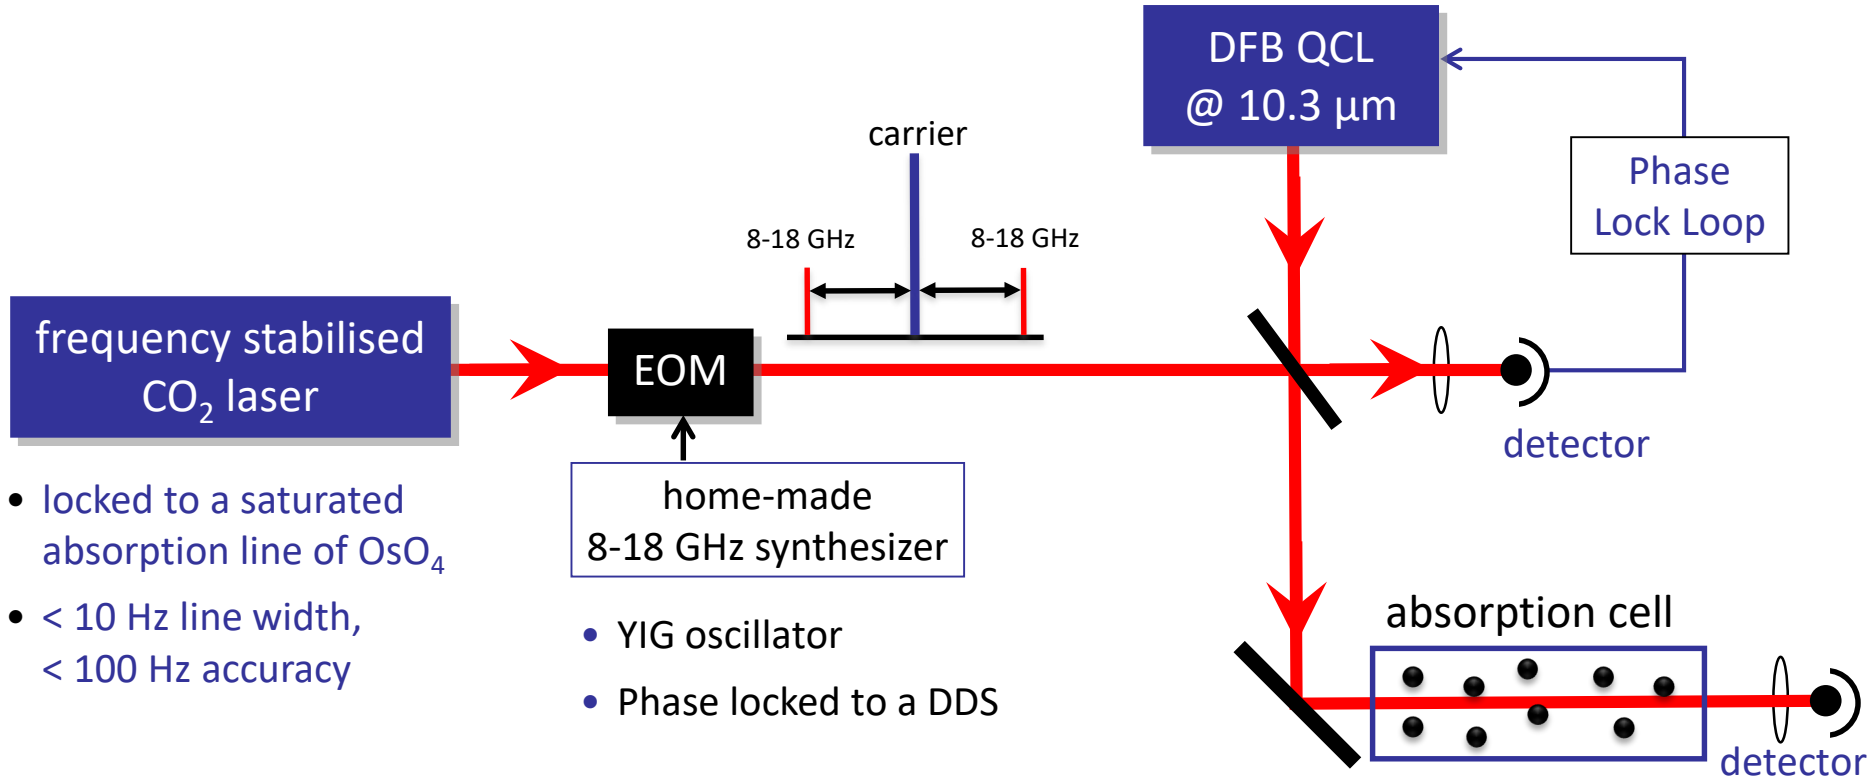 DFB QCL
@ 10.3 µm
carrier
8-18 GHz
8-18 GHz
Phase
Lock Loop
frequency stabilised
CO₂ laser
EOM
detector
home-made
8-18 GHz synthesizer
• locked to a saturated
absorption line of OsO₄
• < 10 Hz line width,
< 100 Hz accuracy
• YIG oscillator
• Phase locked to a DDS
absorption cell
detector